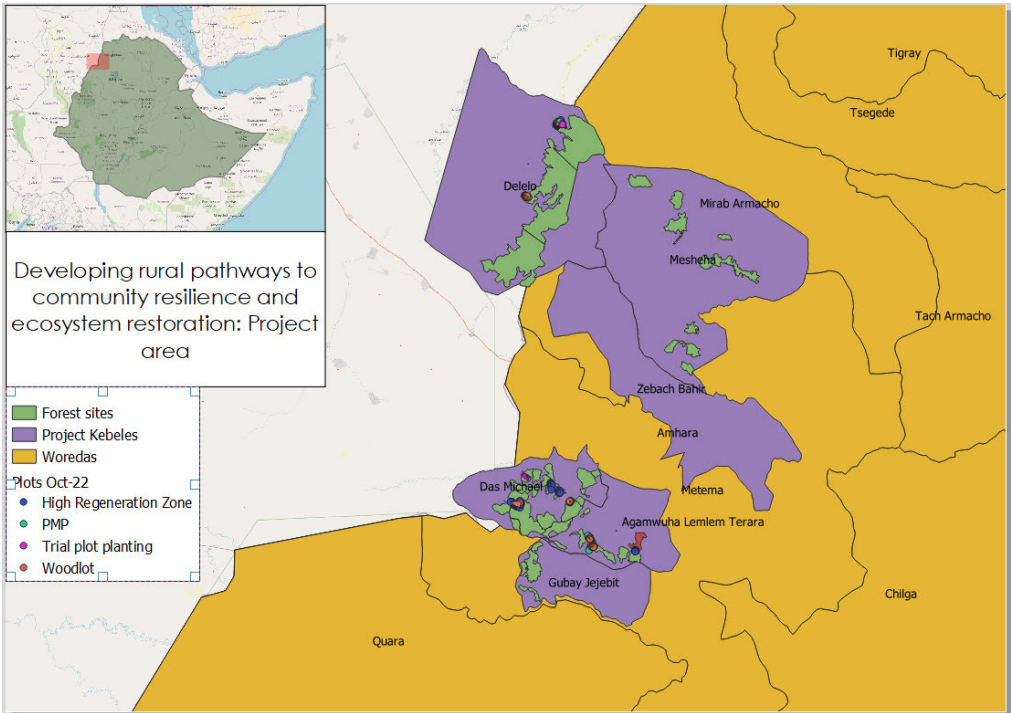 Developing rural pathways to
community resilience and
ecosystem restoration: Project
area
Forest sites
Project Kebeles
Woredas
Plots Oct-22
High Regeneration Zone
PMP
Trial plot planting
Woodlot
Tigray
Tsegede
Delelo
Mirab Armacho
Mesheha
Tach Armacho
Zebach Bahir
Amhara
Das Michael
Metema
Agamwuha Lemlem Terara
Gubay Jejebit
Chilga
Quara